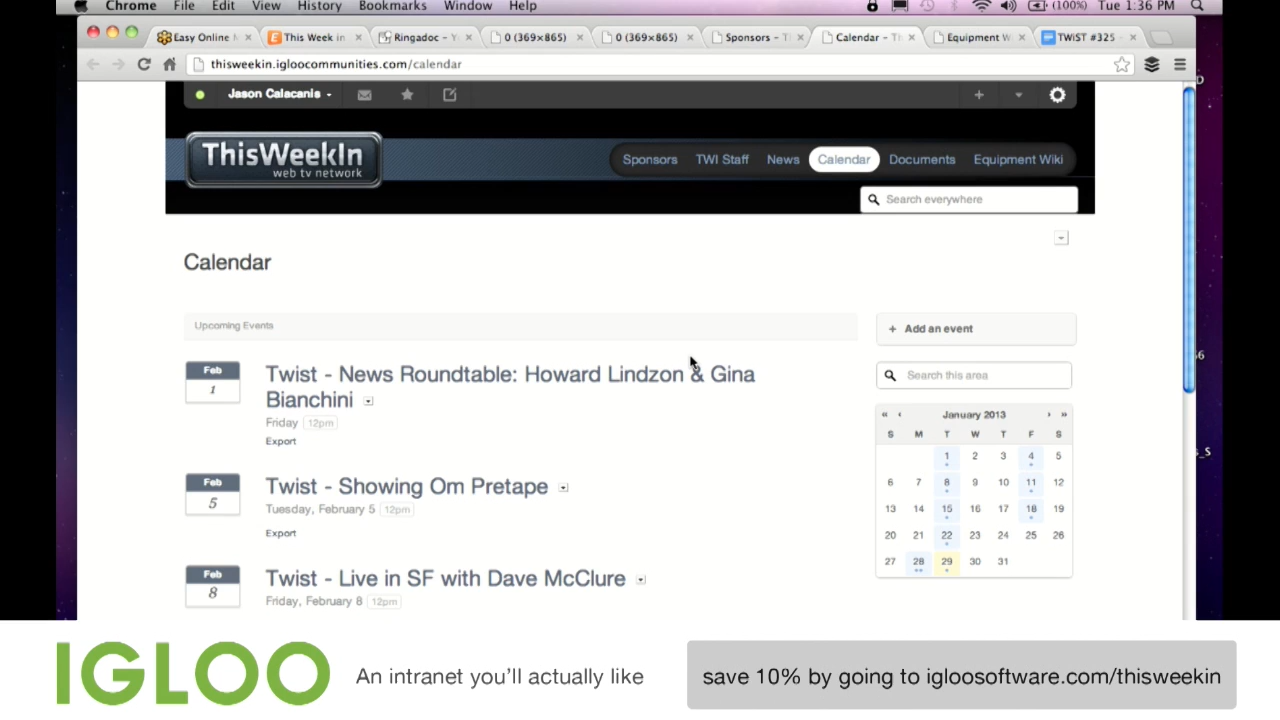 Chrome File Edit View History Bookmarks Window Help (100%) Tue 1:36 PM
Easy Online This Week in Ringadoc - 0 (369×865) 0 (369×865) Sponsors - Calendar - Equipment TWiST #325
thisweekin.igloocommunities.com/calendar
Jason Calacanis
ThisWeekIn
web tv network
Sponsors TWI Staff News Calendar Documents Equipment Wiki
Search everywhere
Calendar
Upcoming Events
+ Add an event
Feb
1
Twist - News Roundtable: Howard Lindzon & Gina
Bianchini
Friday 12pm
Export
Feb
5
Twist - Showing Om Pretape
Tuesday, February 5 12pm
Export
Feb
8
Twist - Live in SF with Dave McClure
Friday, February 8 12pm
Search this area
« ‹ January 2013 › »
S M T W T F S
1 2 3 4 5
6 7 8 9 10 11 12
13 14 15 16 17 18 19
20 21 22 23 24 25 26
27 28 29 30 31
IGLOO
An intranet you'll actually like
save 10% by going to igloosoftware.com/thisweekin